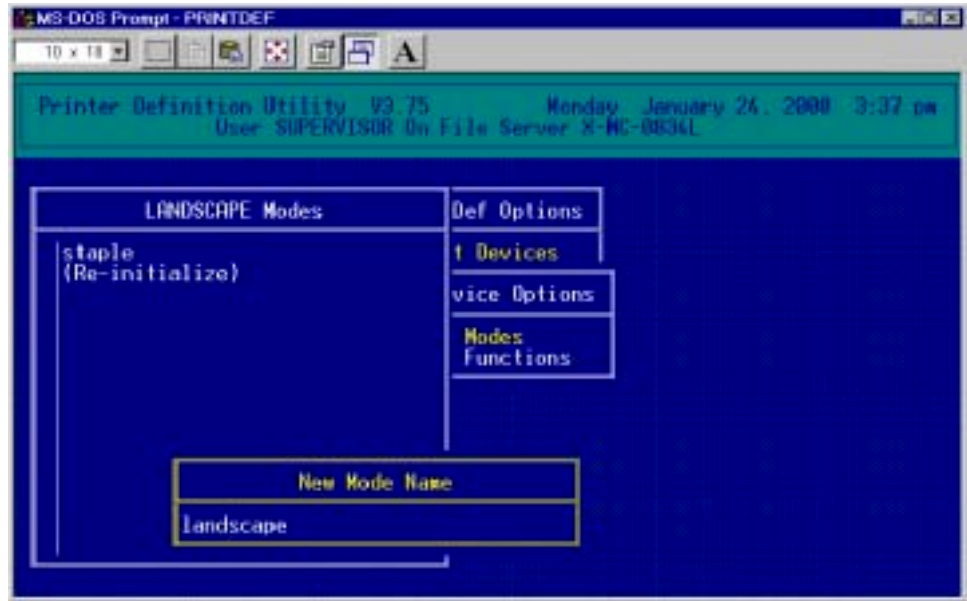 MS-DOS Prompt - PRINTDEF
10 x 18
A
Printer Definition Utility V3.75 Monday January 24, 2000 3:37 pm
User SUPERVISOR On File Server X-MC-0834L
LANDSCAPE Modes
staple
(Re-initialize)
Def Options
t Devices
vice Options
Modes
Functions
New Mode Name
landscape